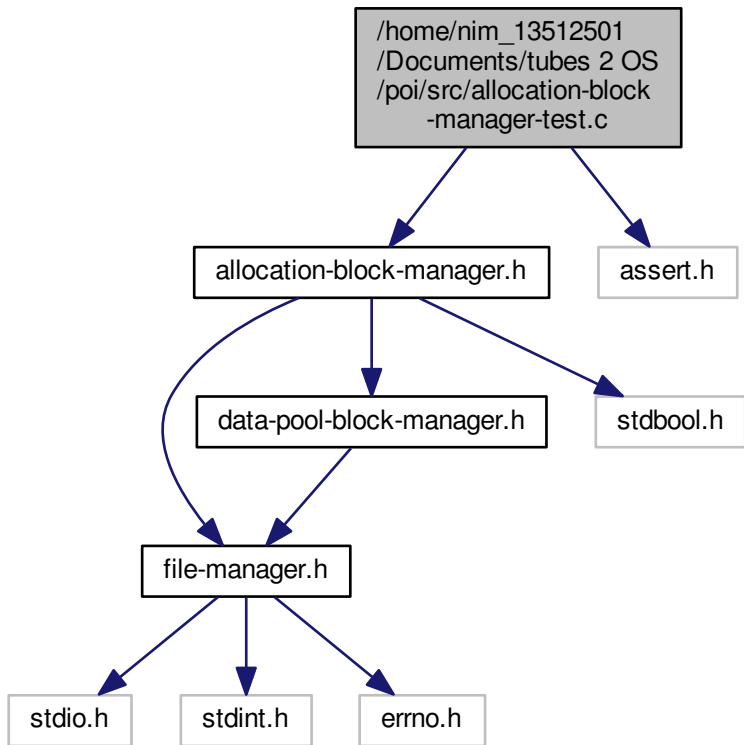 /home/nim_13512501
/Documents/tubes 2 OS
/poi/src/allocation-block
-manager-test.c
allocation-block-manager.h
assert.h
data-pool-block-manager.h
stdbool.h
file-manager.h
stdio.h
stdint.h
errno.h